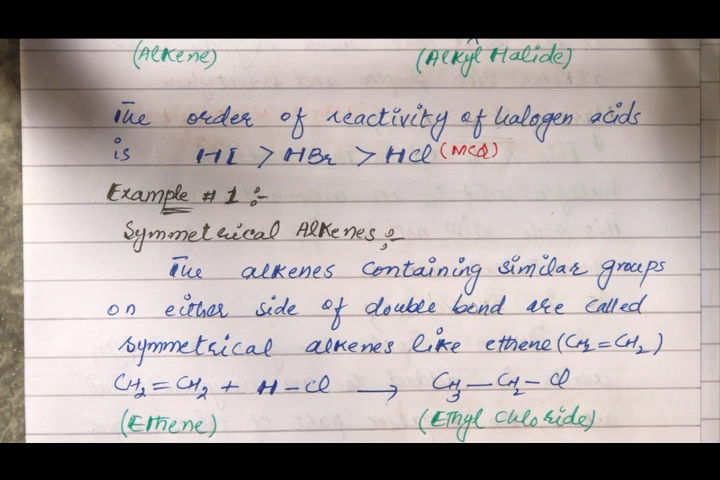 (Alkene) (Alkyl Halide)
The order of reactivity of halogen acids
is HI > HBr > HCl (MCQ)
Example # 1 :-
Symmetrical Alkenes :-
The alkenes containing similar groups
on either side of double bond are called
symmetrical alkenes like ethene (CH₂=CH₂)
CH₂=CH₂ + H-Cl → CH₃-CH₂-Cl
(Ethene) (Ethyl Chloride)